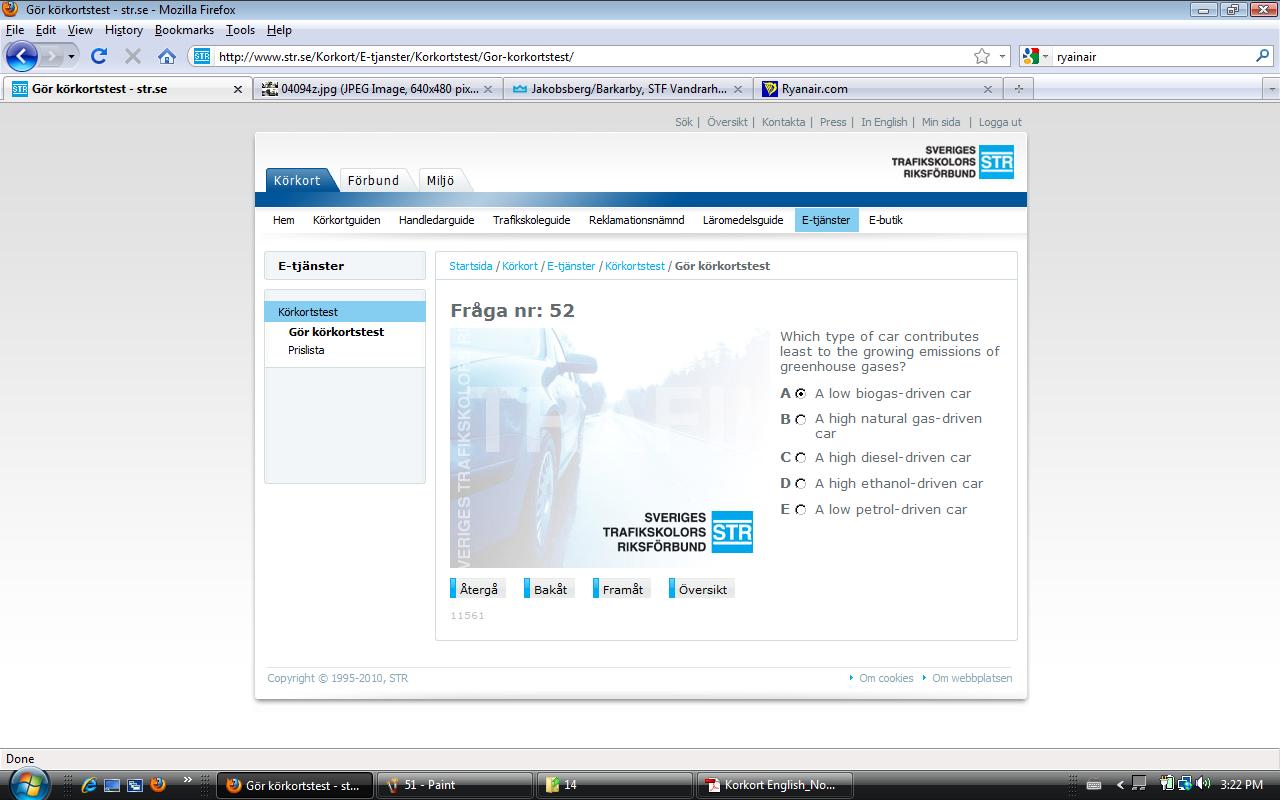 Gör körkortstest - str.se - Mozilla Firefox
File Edit View History Bookmarks Tools Help
STR http://www.str.se/Korkort/E-tjanster/Korkortstest/Gor-korkortstest/ ryainair
STR Gör körkortstest - str.se 04094z.jpg (JPEG Image, 640x480 pix... Jakobsberg/Barkarby, STF Vandrarh... Ryanair.com
Sök | Översikt | Kontakta | Press | In English | Min sida | Logga ut
SVERIGES
TRAFIKSKOLORS STR
RIKSFÖRBUND
Körkort Förbund Miljö
Hem Körkortguiden Handledarguide Trafikskoleguide Reklamationsnämnd Läromedelsguide E-tjänster E-butik
E-tjänster
Körkortstest
Gör körkortstest
Prislista
Startsida / Körkort / E-tjänster / Körkortstest / Gör körkortstest
Fråga nr: 52
VERIGES TRAFIKSKOLORS R
TRAFI
SVERIGES
TRAFIKSKOLORS STR
RIKSFÖRBUND
Which type of car contributes
least to the growing emissions of
greenhouse gases?
A A low biogas-driven car
B A high natural gas-driven
car
C A high diesel-driven car
D A high ethanol-driven car
E A low petrol-driven car
Återgå Bakåt Framåt Översikt
11561
Copyright © 1995-2010, STR Om cookies Om webbplatsen
Done
» Gör körkortstest - st... 51 - Paint 14 Korkort English_No... 3:22 PM